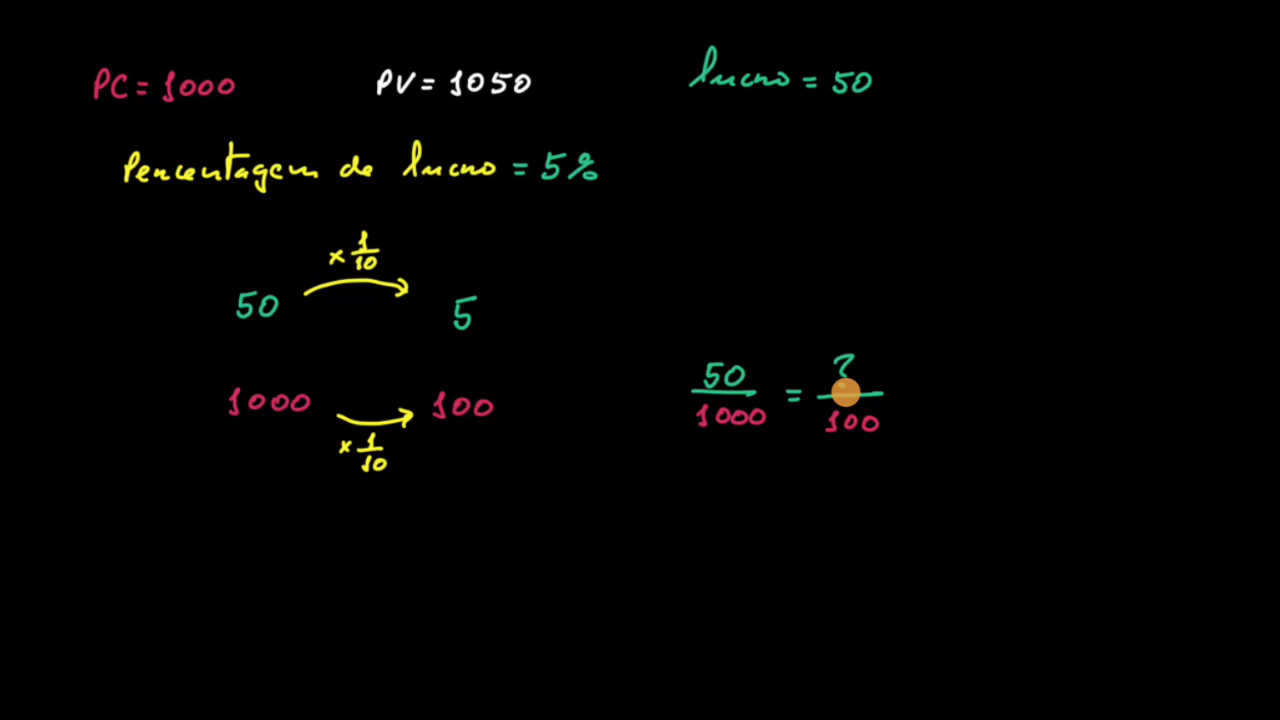 PC = 1000 PV = 1050 lucro = 50
Percentagem de lucro = 5%
× 1/10
50 5
50/1000 = ?/100
1000 100
× 1/10